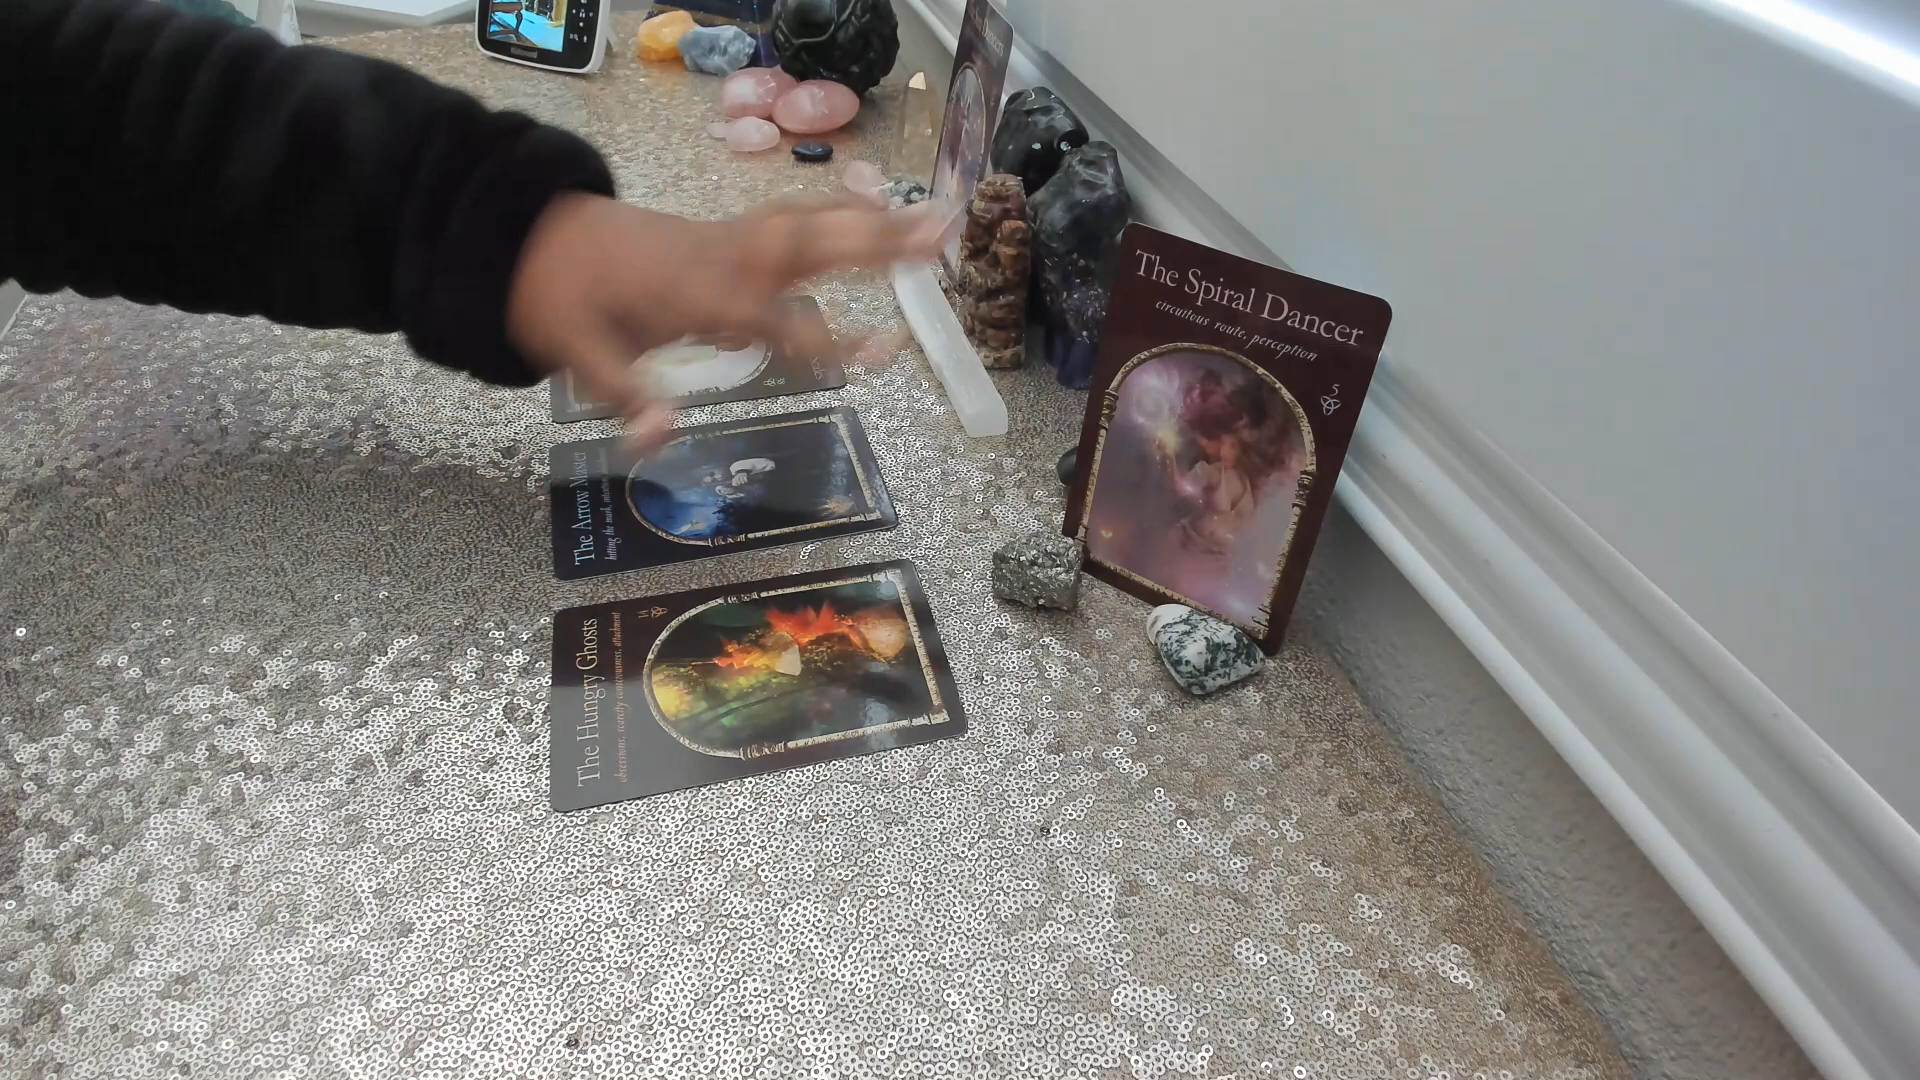 The Spiral Dancer
circuitous route, perception
5
The Arrow Master
hitting the mark,
The Hungry Ghosts
obsessions, scarcity consciousness, attachment
14